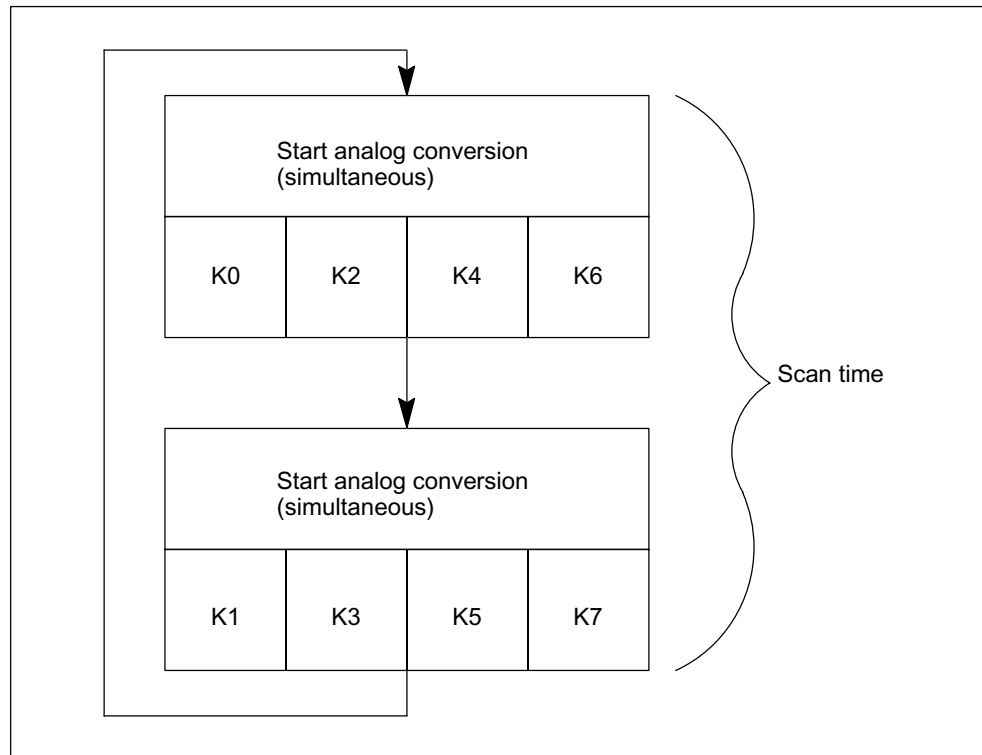 Start analog conversion
(simultaneous)
K0 K2 K4 K6
Scan time
Start analog conversion
(simultaneous)
K1 K3 K5 K7